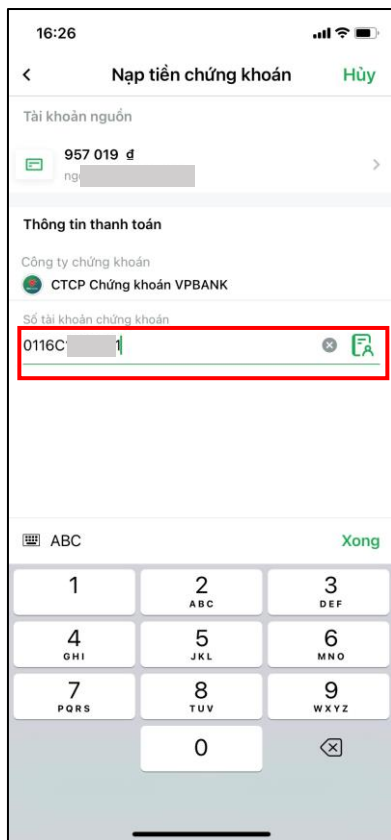 16:26
Nạp tiền chứng khoán Hủy
Tài khoản nguồn
957 019 đ
Thông tin thanh toán
Công ty chứng khoán
CTCP Chứng khoán VPBANK
Số tài khoản chứng khoán
0116C 1
ABC Xong
1 2 3
ABC DEF
4 5 6
GHI JKL MNO
7 8 9
PQRS TUV WXYZ
0